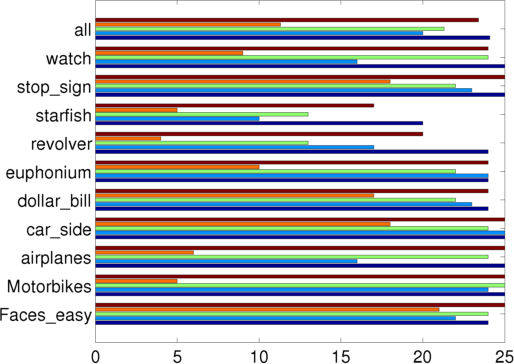 all
watch
stop_sign
starfish
revolver
euphonium
dollar_bill
car_side
airplanes
Motorbikes
Faces_easy
0 5 10 15 20 25